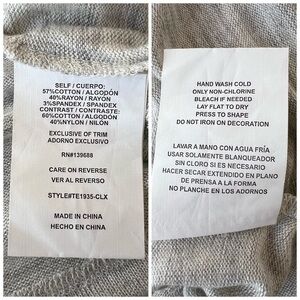 SELF / CUERPO:
57%COTTON / ALGODÓN
40%RAYON / RAYÓN
3%SPANDEX / SPANDEX
CONTRAST / CONTRASTE:
60%COTTON / ALGODÓN
40%NYLON / NILÓN
EXCLUSIVE OF TRIM
ADORNO EXCLUSIVO
RN#139688
CARE ON REVERSE
VER AL REVERSO
STYLE#TE1935-CLX
MADE IN CHINA
HECHO EN CHINA
HAND WASH COLD
ONLY NON-CHLORINE
BLEACH IF NEEDED
LAY FLAT TO DRY
PRESS TO SHAPE
DO NOT IRON ON DECORATION
LAVAR A MANO CON AGUA FRÍA
USAR SOLAMENTE BLANQUEADOR
SIN CLORO SI ES NECESARIO
HACER SECAR EXTENDIDO EN PLANO
DE PRENSA A LA FORMA
NO PLANCHE EN LOS ADORNOS